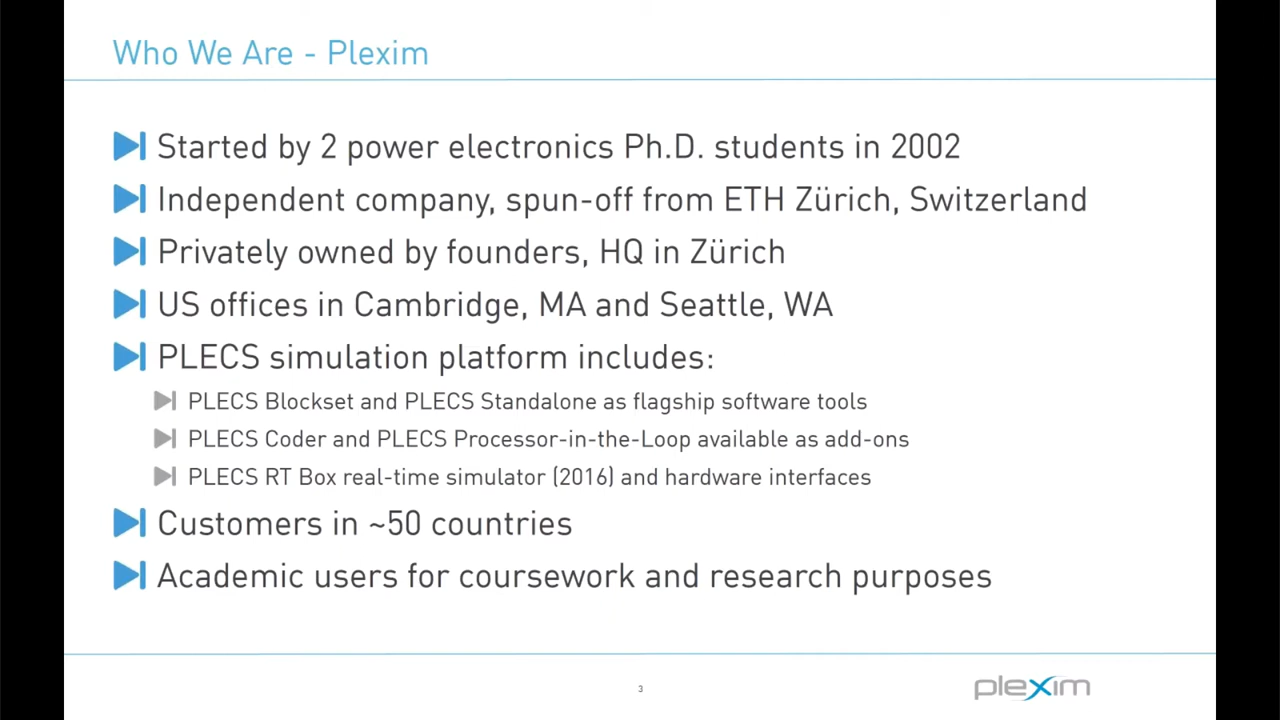 Who We Are - Plexim
Started by 2 power electronics Ph.D. students in 2002
Independent company, spun-off from ETH Zürich, Switzerland
Privately owned by founders, HQ in Zürich
US offices in Cambridge, MA and Seattle, WA
PLECS simulation platform includes:
PLECS Blockset and PLECS Standalone as flagship software tools
PLECS Coder and PLECS Processor-in-the-Loop available as add-ons
PLECS RT Box real-time simulator (2016) and hardware interfaces
Customers in ~50 countries
Academic users for coursework and research purposes
3
plexim